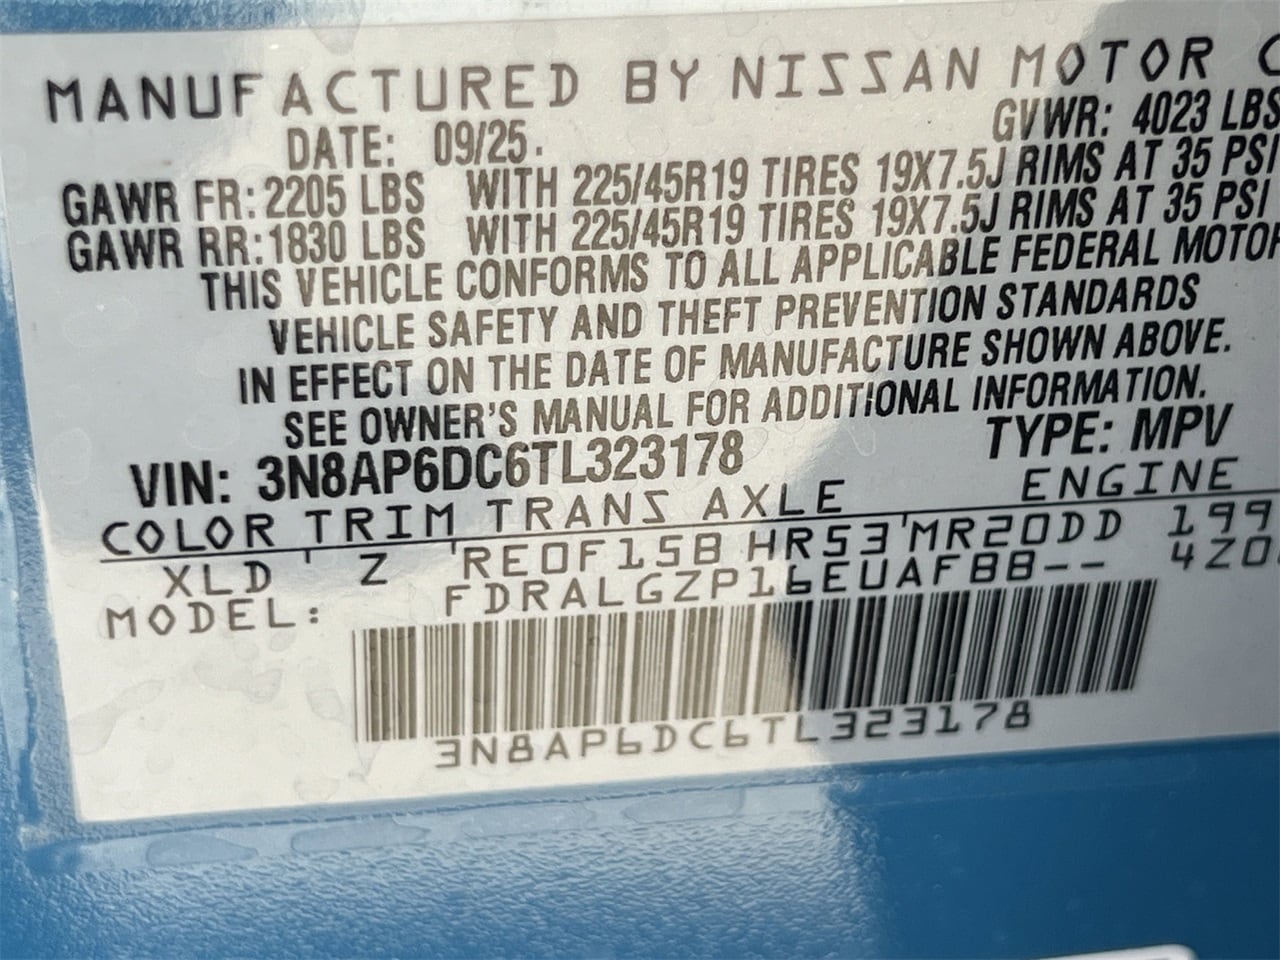 MANUFACTURED BY NISSAN MOTOR C
DATE: 09/25. GVWR: 4023 LBS
GAWR FR: 2205 LBS WITH 225/45R19 TIRES 19X7.5J RIMS AT 35 PSI
GAWR RR: 1830 LBS WITH 225/45R19 TIRES 19X7.5J RIMS AT 35 PSI
THIS VEHICLE CONFORMS TO ALL APPLICABLE FEDERAL MOTOR
VEHICLE SAFETY AND THEFT PREVENTION STANDARDS
IN EFFECT ON THE DATE OF MANUFACTURE SHOWN ABOVE.
SEE OWNER'S MANUAL FOR ADDITIONAL INFORMATION.
VIN: 3N8AP6DC6TL323178 TYPE: MPV
COLOR TRIM TRANS AXLE ENGINE
XLD Z RE0F15B HR53 MR20DD 199
MODEL: FDRALGZP16EUAFBB-- 4Z0
3N8AP6DC6TL323178